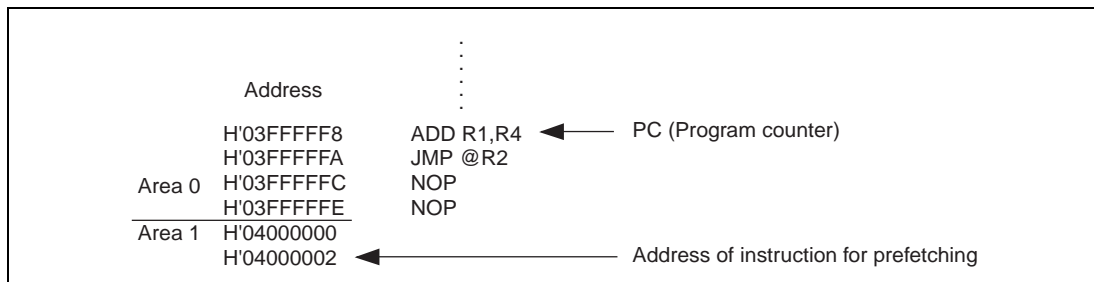 Address
H'03FFFFF8 ADD R1,R4 PC (Program counter)
H'03FFFFFA JMP @R2
Area 0 H'03FFFFFC NOP
H'03FFFFFE NOP
Area 1 H'04000000
H'04000002 Address of instruction for prefetching